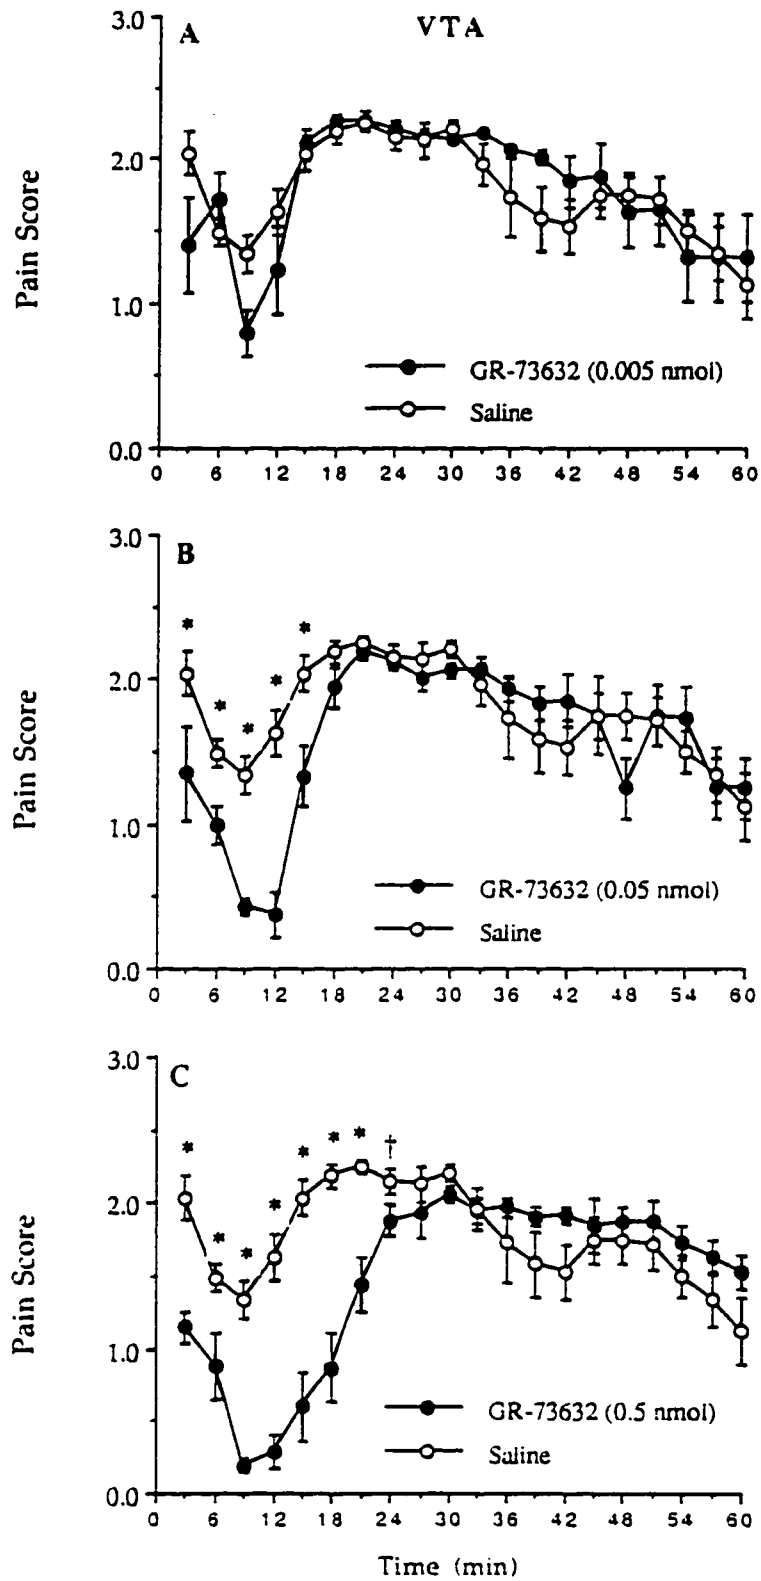 VTA
A
3.0
2.0
1.0
0.0
Pain Score
GR-73632 (0.005 nmol)
Saline
0 6 12 18 24 30 36 42 48 54 60
B
3.0
* * * * *
2.0
1.0
0.0
Pain Score
GR-73632 (0.05 nmol)
Saline
0 6 12 18 24 30 36 42 48 54 60
C
3.0
* * * * * * * †
2.0
1.0
0.0
Pain Score
GR-73632 (0.5 nmol)
Saline
0 6 12 18 24 30 36 42 48 54 60
Time (min)